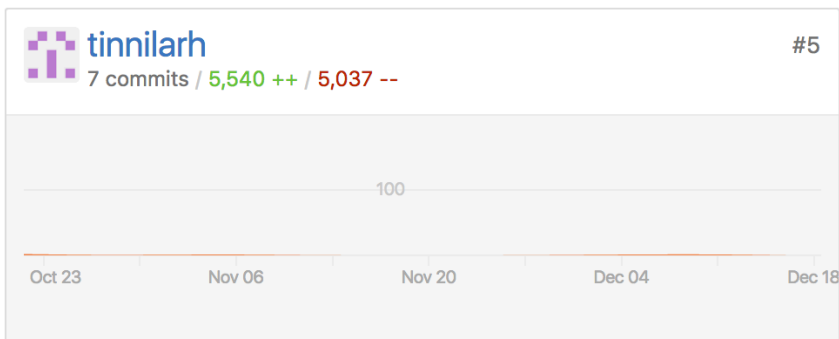 tinnilarh #5
7 commits / 5,540 ++ / 5,037 --
100
Oct 23 Nov 06 Nov 20 Dec 04 Dec 18